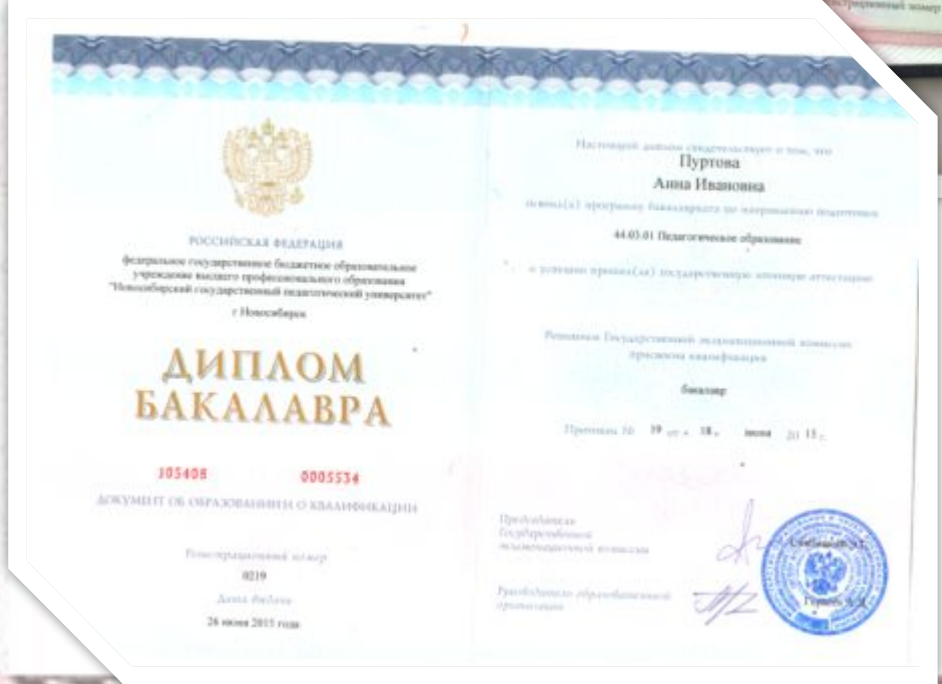 РОССИЙСКАЯ ФЕДЕРАЦИЯ
федеральное государственное бюджетное образовательное
учреждение высшего профессионального образования
"Новосибирский государственный педагогический университет"
г Новосибирск
ДИПЛОМ
БАКАЛАВРА
105408 0005534
ДОКУМЕНТ ОБ ОБРАЗОВАНИИ И О КВАЛИФИКАЦИИ
Регистрационный номер
0219
Дата выдачи
26 июня 2015 года
Настоящий диплом свидетельствует о том, что
Пуртова
Анна Ивановна
освоил(а) программу бакалавриата по направлению подготовки
44.03.01 Педагогическое образование
и успешно прошел(ла) государственную итоговую аттестацию
Решением Государственной экзаменационной комиссии
присвоена квалификация
бакалавр
Протокол № 39 от « 18 » июня 20 15 г.
Председатель
Государственной
экзаменационной комиссии
Руководитель образовательной
организации